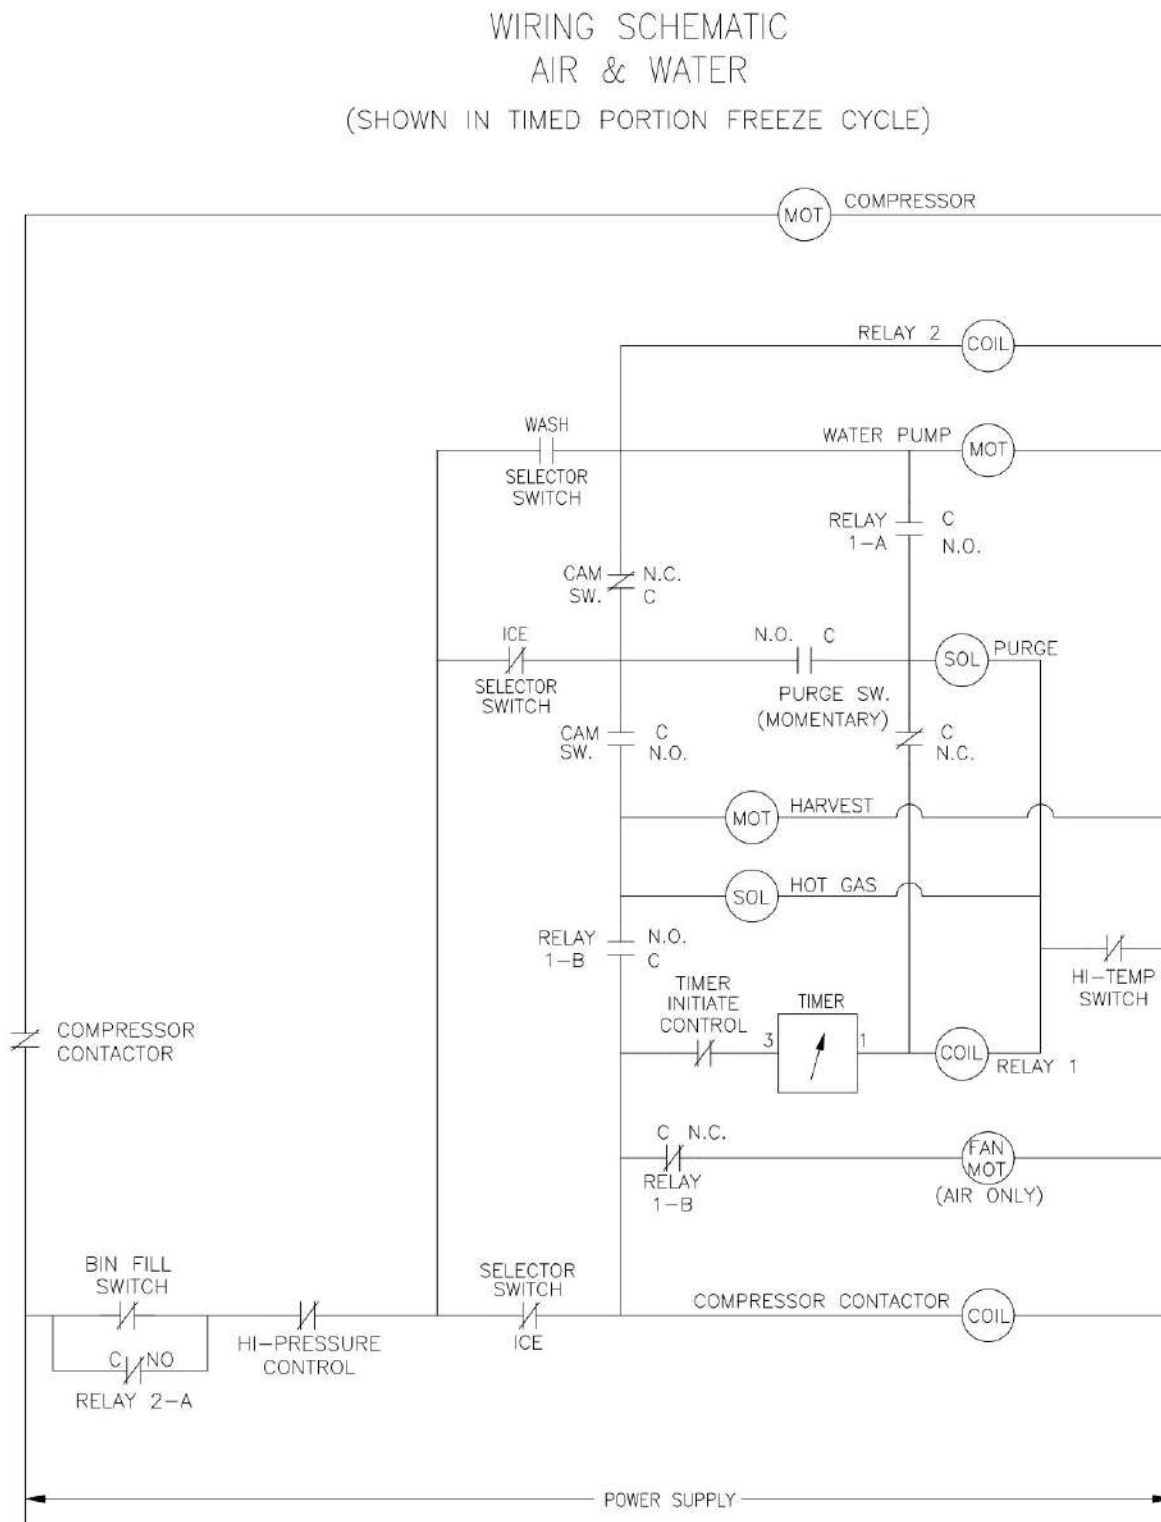 WIRING SCHEMATIC
AIR & WATER
(SHOWN IN TIMED PORTION FREEZE CYCLE)
MOT
COMPRESSOR
RELAY 2
COIL
WASH
SELECTOR
SWITCH
WATER PUMP
MOT
RELAY
1-A
C
N.O.
CAM
SW.
N.C.
C
ICE
SELECTOR
SWITCH
N.O. C
PURGE SW.
(MOMENTARY)
SOL
PURGE
CAM
SW.
C
N.O.
C
N.C.
MOT
HARVEST
SOL
HOT GAS
RELAY
1-B
N.O.
C
TIMER
INITIATE
CONTROL
3
TIMER
1
HI-TEMP
SWITCH
COIL
RELAY 1
COMPRESSOR
CONTACTOR
C N.C.
RELAY
1-B
FAN
MOT
(AIR ONLY)
BIN FILL
SWITCH
C NO
RELAY 2-A
HI-PRESSURE
CONTROL
SELECTOR
SWITCH
ICE
COMPRESSOR CONTACTOR
COIL
POWER SUPPLY